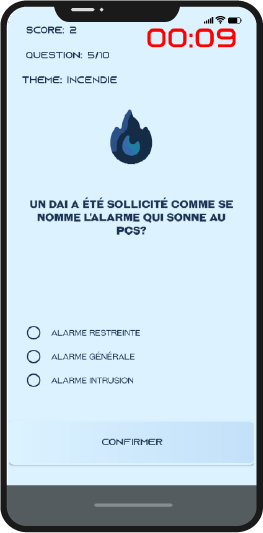 SCORE: 2
00:09
QUESTION: 5/10
THEME: INCENDIE
UN DAI A ÉTÉ SOLLICITÉ COMME SE
NOMME L'ALARME QUI SONNE AU
PCS?
ALARME RESTREINTE
ALARME GÉNÉRALE
ALARME INTRUSION
CONFIRMER